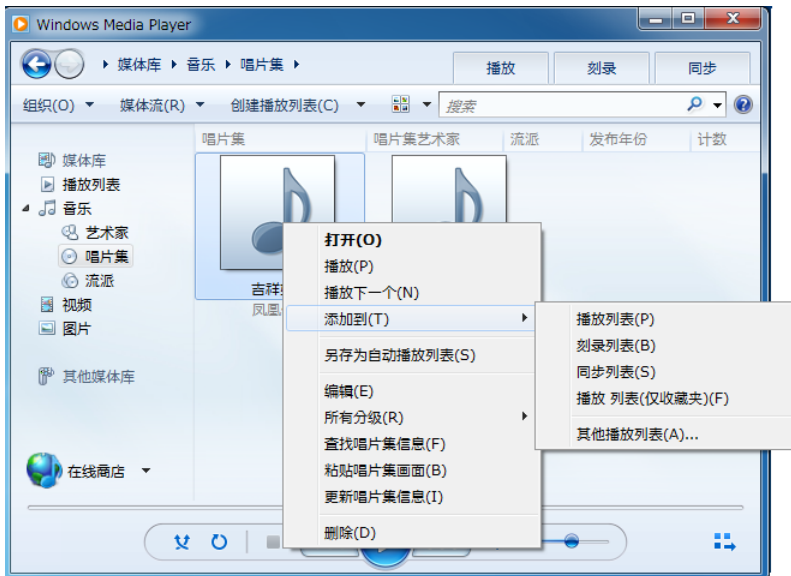 Windows Media Player
媒体库 音乐 唱片集
播放 刻录 同步
组织(O) 媒体流(R) 创建播放列表(C) 搜索
唱片集 唱片集艺术家 流派 发布年份 计数
媒体库
播放列表
音乐
艺术家
唱片集
流派
视频
图片
其他媒体库
在线商店
吉祥
凤凰
打开(O)
播放(P)
播放下一个(N)
添加到(T)
另存为自动播放列表(S)
编辑(E)
所有分级(R)
查找唱片集信息(F)
粘贴唱片集画面(B)
更新唱片集信息(I)
删除(D)
播放列表(P)
刻录列表(B)
同步列表(S)
播放 列表(仅收藏夹)(F)
其他播放列表(A)...